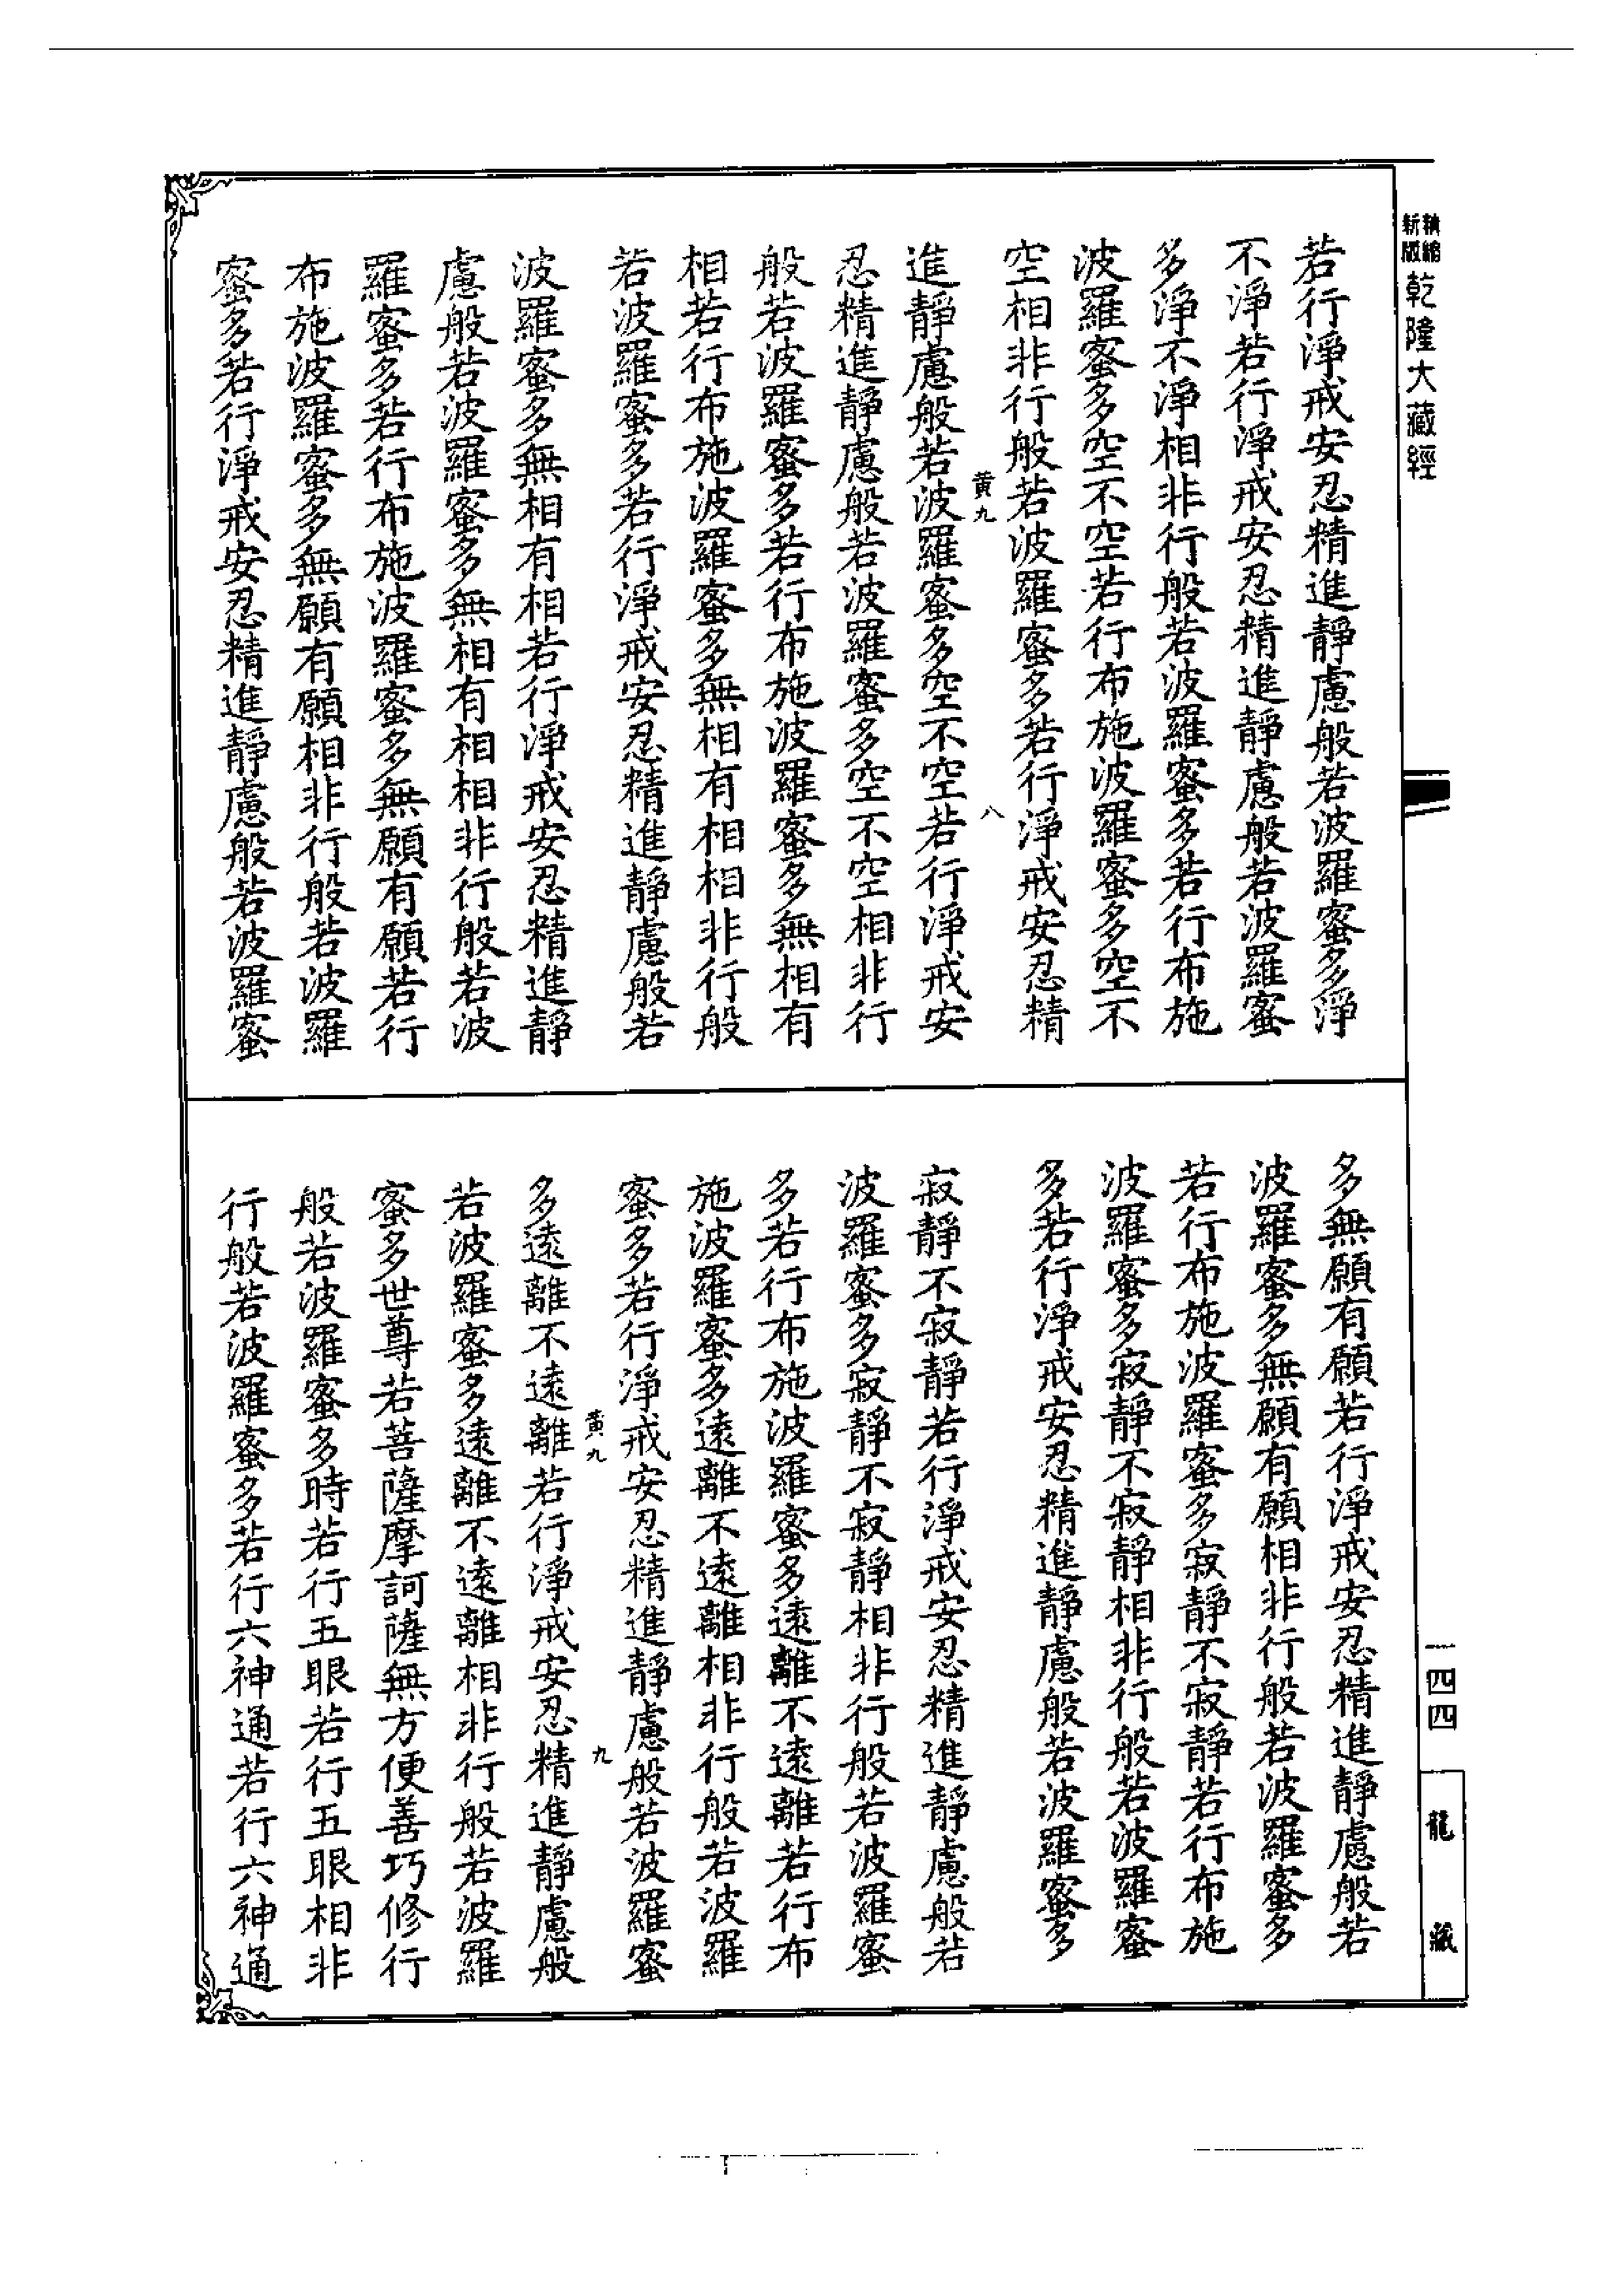 新版精縮乾隆大藏經
若行淨戒安忍精進靜慮般若波羅蜜多淨
不淨若行淨戒安忍精進靜慮般若波羅蜜
多淨不淨相非行般若波羅蜜多若行布施
波羅蜜多空不空若行布施波羅蜜多空不
空相非行般若波羅蜜多若行淨戒安忍精
黄九
八
進靜慮般若波羅蜜多空不空若行淨戒安
忍精進靜慮般若波羅蜜多空不空相非行
般若波羅蜜多若行布施波羅蜜多無相有
相若行布施波羅蜜多無相有相相非行般
若波羅蜜多若行淨戒安忍精進靜慮般若
波羅蜜多無相有相若行淨戒安忍精進靜
慮般若波羅蜜多無相有相相非行般若波
羅蜜多若行布施波羅蜜多無願有願若行
布施波羅蜜多無願有願相非行般若波羅
蜜多若行淨戒安忍精進靜慮般若波羅蜜
多無願有願若行淨戒安忍精進靜慮般若
波羅蜜多無願有願相非行般若波羅蜜多
若行布施波羅蜜多寂靜不寂靜若行布施
波羅蜜多寂靜不寂靜相非行般若波羅蜜
多若行淨戒安忍精進靜慮般若波羅蜜多
寂靜不寂靜若行淨戒安忍精進靜慮般若
波羅蜜多寂靜不寂靜相非行般若波羅蜜
多若行布施波羅蜜多遠離不遠離若行布
施波羅蜜多遠離不遠離相非行般若波羅
蜜多若行淨戒安忍精進靜慮般若波羅蜜
黄九
九
多遠離不遠離若行淨戒安忍精進靜慮般
若波羅蜜多遠離不遠離相非行般若波羅
蜜多世尊若菩薩摩訶薩無方便善巧修行
般若波羅蜜多時若行五眼若行五眼相非
行般若波羅蜜多若行六神通若行六神通
一四四
龍藏